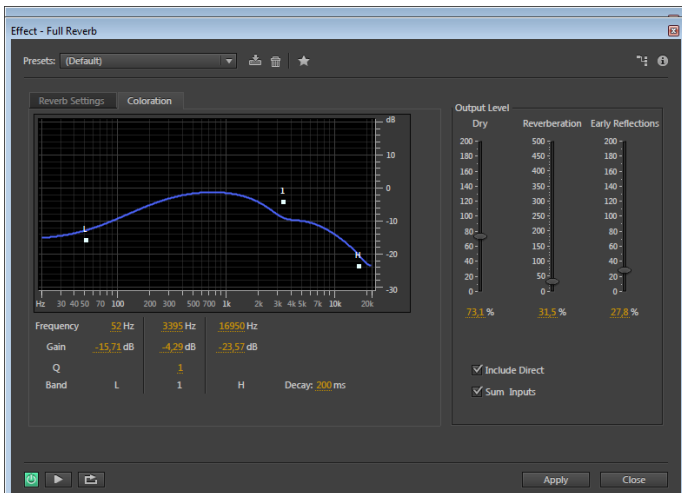 Effect - Full Reverb
Presets: (Default)
Reverb Settings Coloration
dB
10
0
-10
-20
-30
L
1
H
Hz 30 40 50 70 100 200 300 500 700 1k 2k 3k 4k 5k 7k 10k 20k
Frequency 52 Hz 3395 Hz 16950 Hz
Gain -15,71 dB -4,29 dB -23,57 dB
Q 1
Band L 1 H Decay: 200 ms
Output Level
Dry Reverberation Early Reflections
200 500 200
180 450 180
160 400 160
140 350 140
120 300 120
100 250 100
80 200 80
60 150 60
40 100 40
20 50 20
0 0 0
73,1 % 31,5 % 27,8 %
Include Direct
Sum Inputs
Apply Close